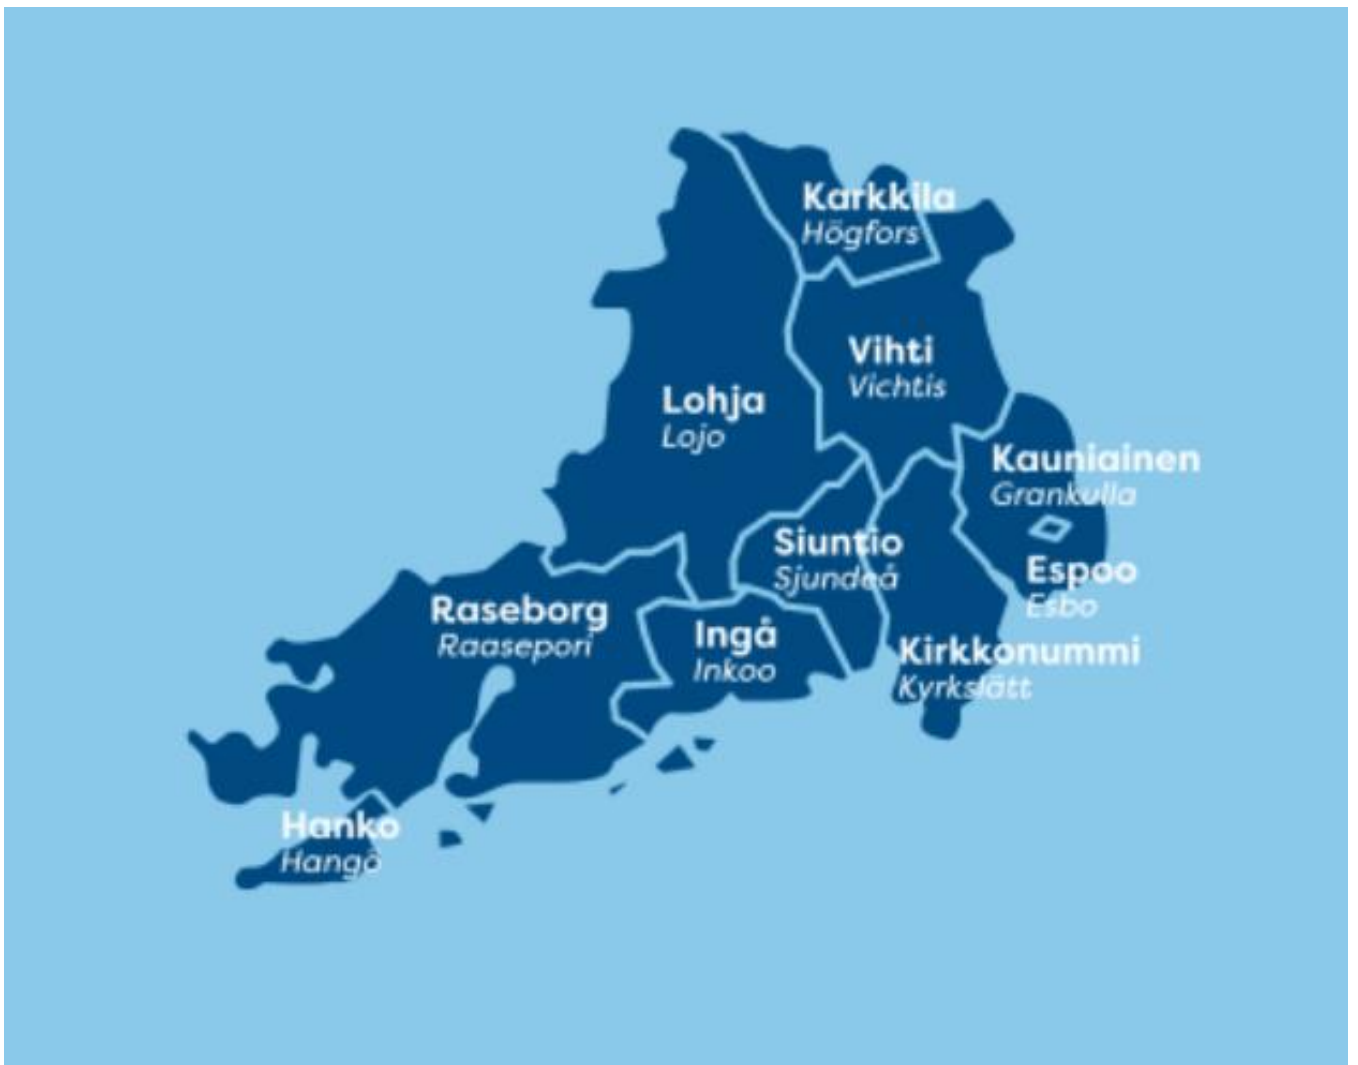 Karkkila
Högfors
Vihti
Vichtis
Lohja
Lojo
Kauniainen
Grankulla
Siuntio
Sjundeå
Espoo
Esbo
Raseborg
Raasepori
Ingå
Inkoo
Kirkkonummi
Kyrkslätt
Hanko
Hangö